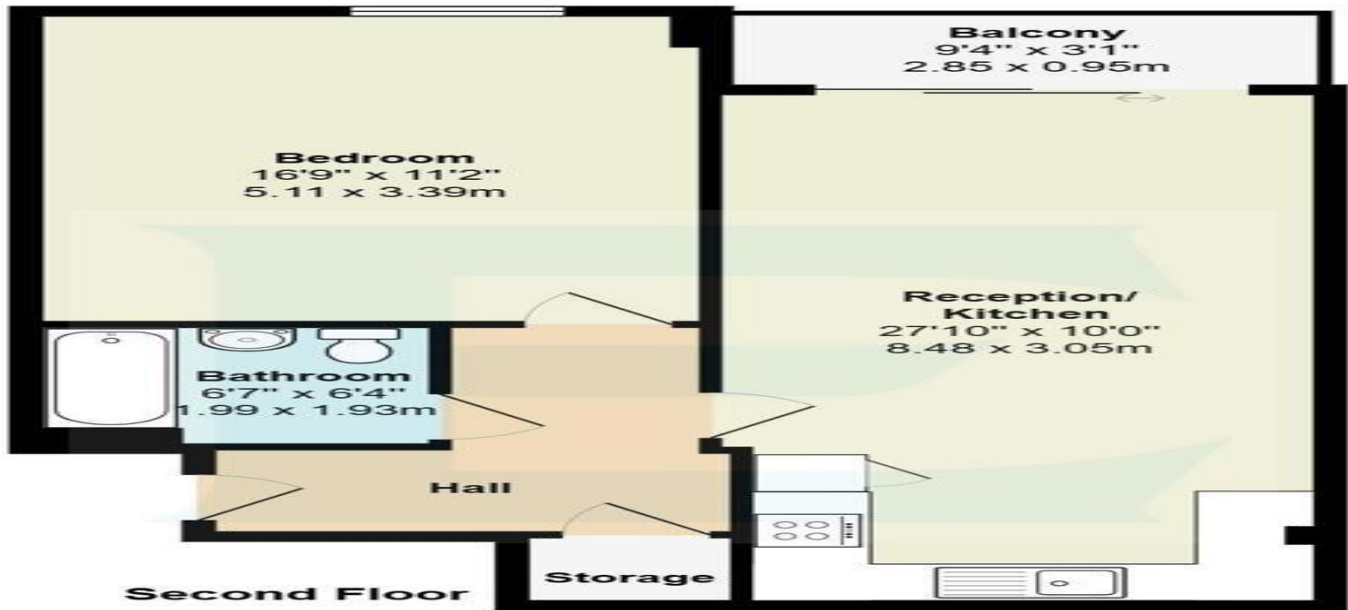 Balcony
9'4" x 3'1"
2.85 x 0.95m
Bedroom
16'9" x 11'2"
5.11 x 3.39m
Reception/
Kitchen
27'10" x 10'0"
8.48 x 3.05m
Bathroom
6'7" x 6'4"
1.99 x 1.93m
Hall
Storage
Second Floor